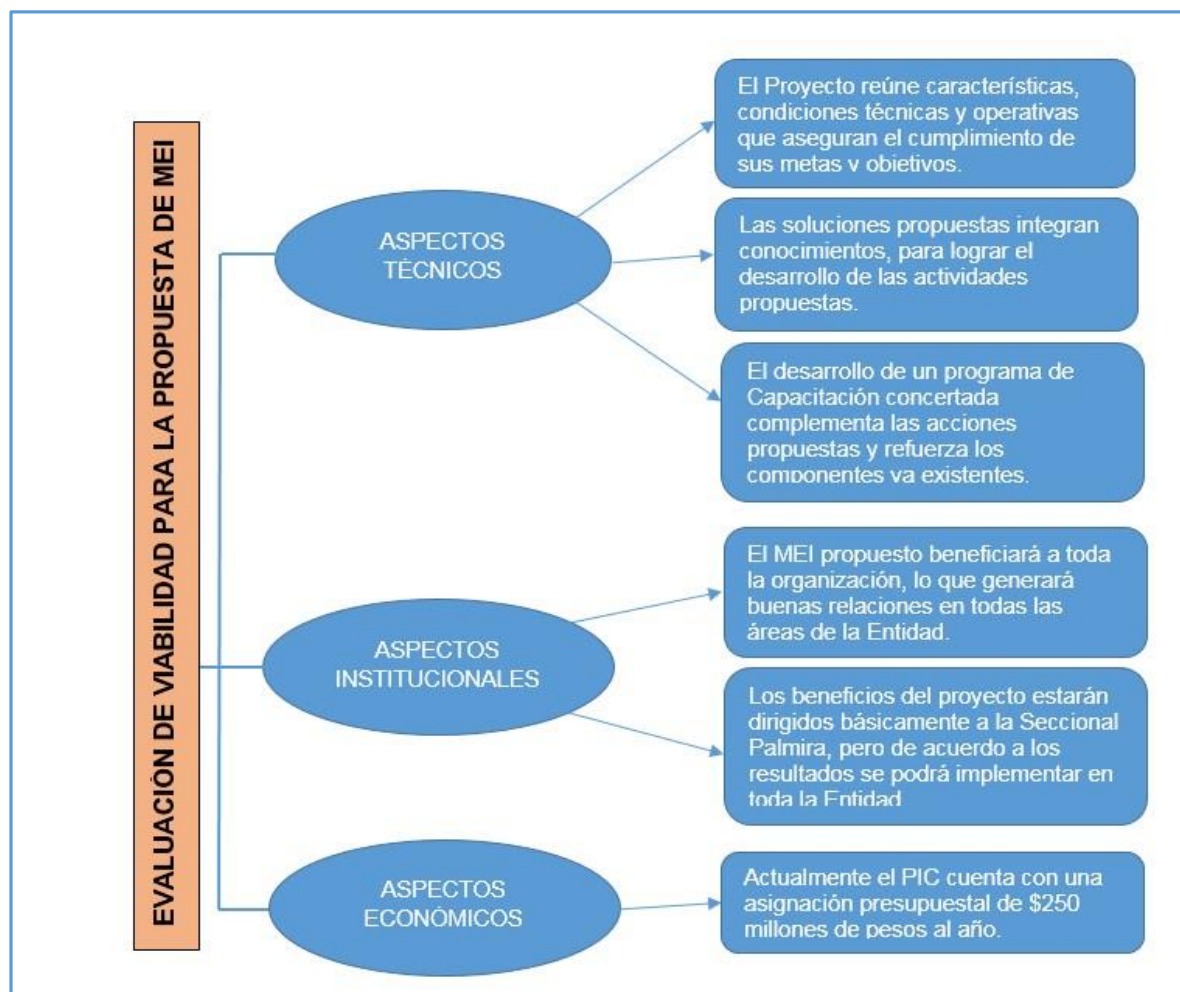 EVALUACIÓN DE VIABILIDAD PARA LA PROPUESTA DE MEI
ASPECTOS
TÉCNICOS
El Proyecto reúne características,
condiciones técnicas y operativas
que aseguran el cumplimiento de
sus metas y objetivos.
Las soluciones propuestas integran
conocimientos, para lograr el
desarrollo de las actividades
propuestas.
El desarrollo de un programa de
Capacitación concertada
complementa las acciones
propuestas y refuerza los
componentes ya existentes.
ASPECTOS
INSTITUCIONALES
El MEI propuesto beneficiará a toda
la organización, lo que generará
buenas relaciones en todas las
áreas de la Entidad.
Los beneficios del proyecto estarán
dirigidos básicamente a la Seccional
Palmira, pero de acuerdo a los
resultados se podrá implementar en
toda la Entidad
ASPECTOS
ECONÓMICOS
Actualmente el PIC cuenta con una
asignación presupuestal de $250
millones de pesos al año.